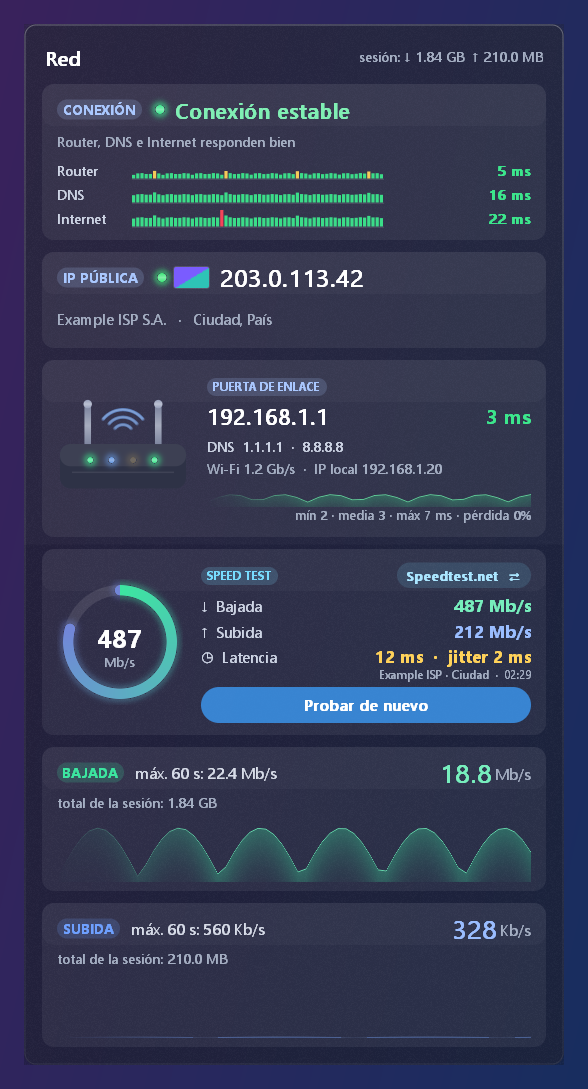 Red
sesión: ↓ 1.84 GB ↑ 210.0 MB
CONEXIÓN Conexión estable
Router, DNS e Internet responden bien
Router 5 ms
DNS 16 ms
Internet 22 ms
IP PÚBLICA 203.0.113.42
Example ISP S.A. · Ciudad, País
PUERTA DE ENLACE
192.168.1.1 3 ms
DNS 1.1.1.1 · 8.8.8.8
Wi-Fi 1.2 Gb/s · IP local 192.168.1.20
mín 2 · media 3 · máx 7 ms · pérdida 0%
SPEED TEST Speedtest.net ⇄
487
Mb/s
↓ Bajada 487 Mb/s
↑ Subida 212 Mb/s
Latencia 12 ms · jitter 2 ms
Example ISP · Ciudad · 02:29
Probar de nuevo
BAJADA máx. 60 s: 22.4 Mb/s 18.8 Mb/s
total de la sesión: 1.84 GB
SUBIDA máx. 60 s: 560 Kb/s 328 Kb/s
total de la sesión: 210.0 MB